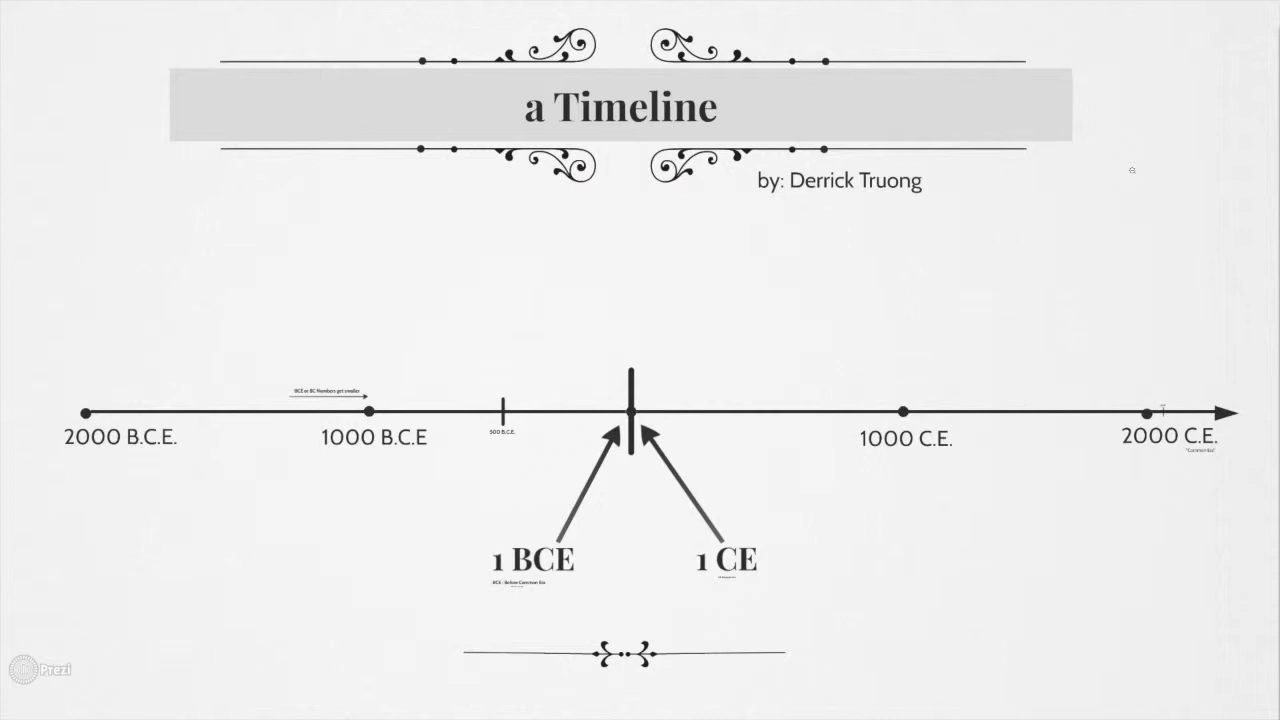 a Timeline
by: Derrick Truong
BCE or BC Numbers get smaller
2000 B.C.E.
1000 B.C.E
500 B.C.E.
1000 C.E.
2000 C.E.
"Common Era"
1 BCE
1 CE
BCE - Before Common Era
Prezi